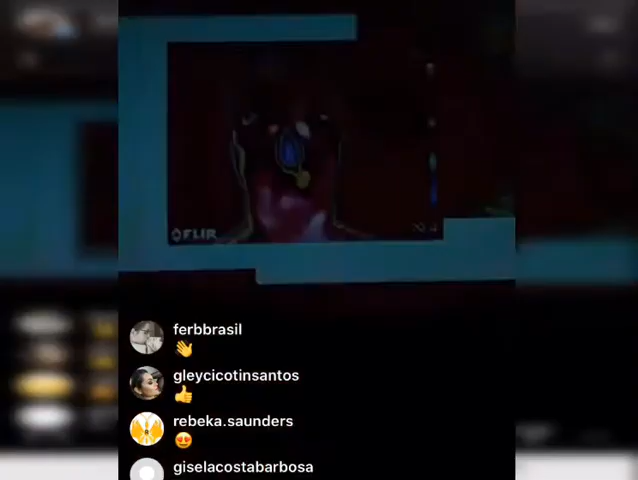 FLIR
ferbbrasil
👋
gleycicotinsantos
👍
rebeka.saunders
😍
giselacostabarbosa